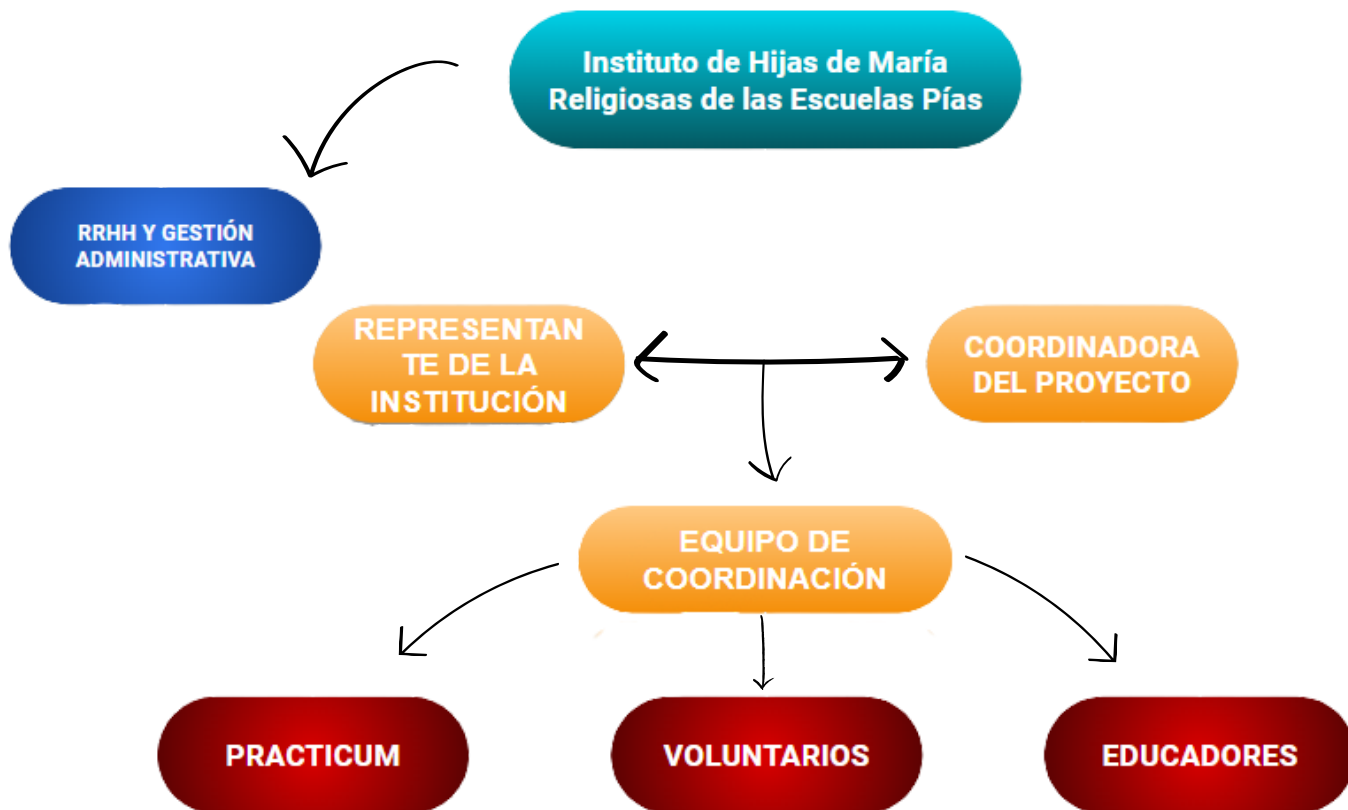 Instituto de Hijas de María
Religiosas de las Escuelas Pías
RRHH Y GESTIÓN
ADMINISTRATIVA
REPRESENTAN
TE DE LA
INSTITUCIÓN
COORDINADORA
DEL PROYECTO
EQUIPO DE
COORDINACIÓN
PRACTICUM
VOLUNTARIOS
EDUCADORES